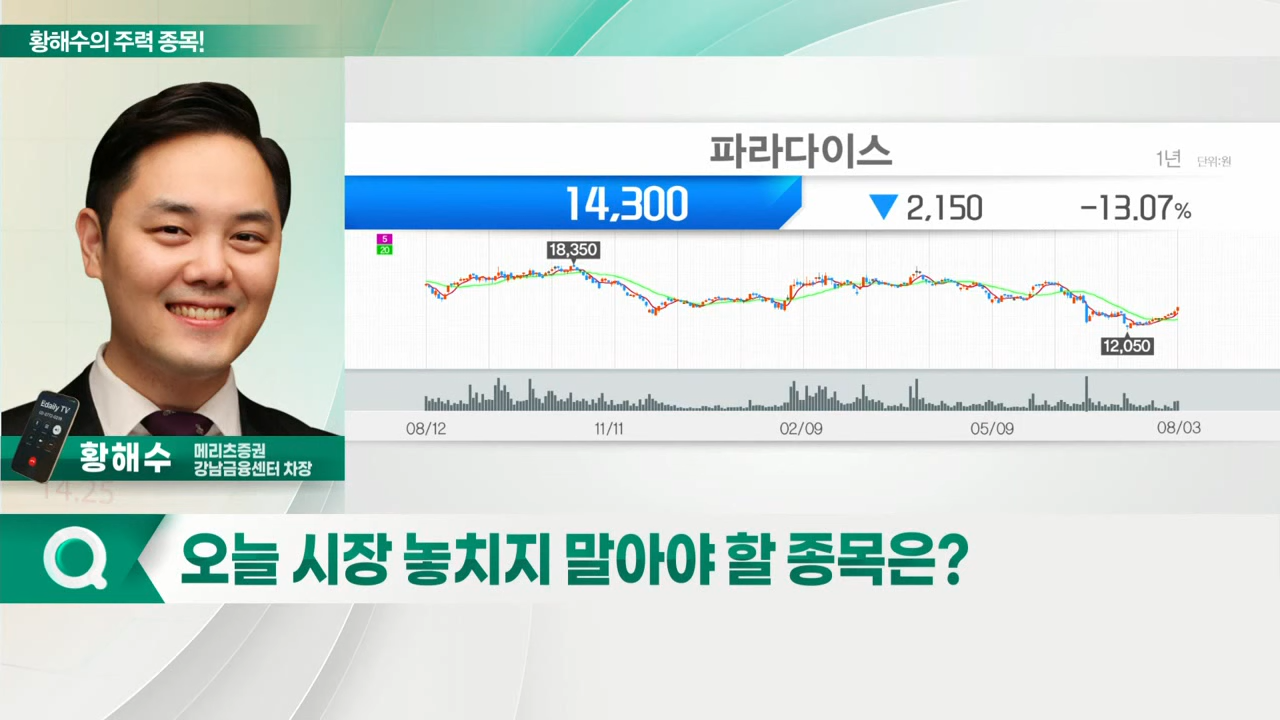 황해수의 주력 종목!
파라다이스
1년 단위:원
14,300 ▼ 2,150 -13.07%
5
20
18,350
12,050
08/12 11/11 02/09 05/09 08/03
Edaily TV
황해수
메리츠증권
강남금융센터 차장
14.25
오늘 시장 놓치지 말아야 할 종목은?